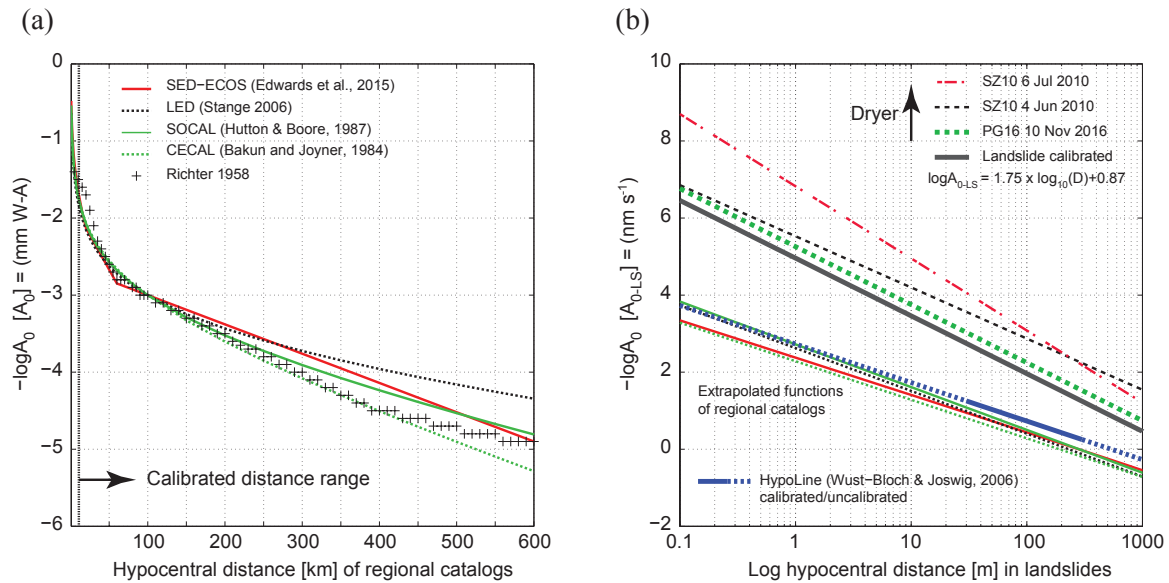 (a)
0
−1
−2
−3
−4
−5
−6
−logA0 [A0] = (mm W-A)
SED−ECOS (Edwards et al., 2015)
LED (Stange 2006)
SOCAL (Hutton & Boore, 1987)
CECAL (Bakun and Joyner, 1984)
Richter 1958
Calibrated distance range
100 200 300 400 500 600
Hypocentral distance [km] of regional catalogs
(b)
10
8
6
4
2
0
−2
−logA0 [A0-LS] = (nm s-1)
SZ10 6 Jul 2010
SZ10 4 Jun 2010
PG16 10 Nov 2016
Landslide calibrated
logA0-LS = 1.75 x log10(D)+0.87
Dryer
Extrapolated functions
of regional catalogs
HypoLine (Wust−Bloch & Joswig, 2006)
calibrated/uncalibrated
0.1 1 10 100 1000
Log hypocentral distance [m] in landslides